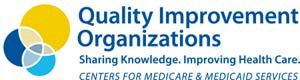 Quality Improvement
Organizations
Sharing Knowledge. Improving Health Care.
CENTERS FOR MEDICARE & MEDICAID SERVICES